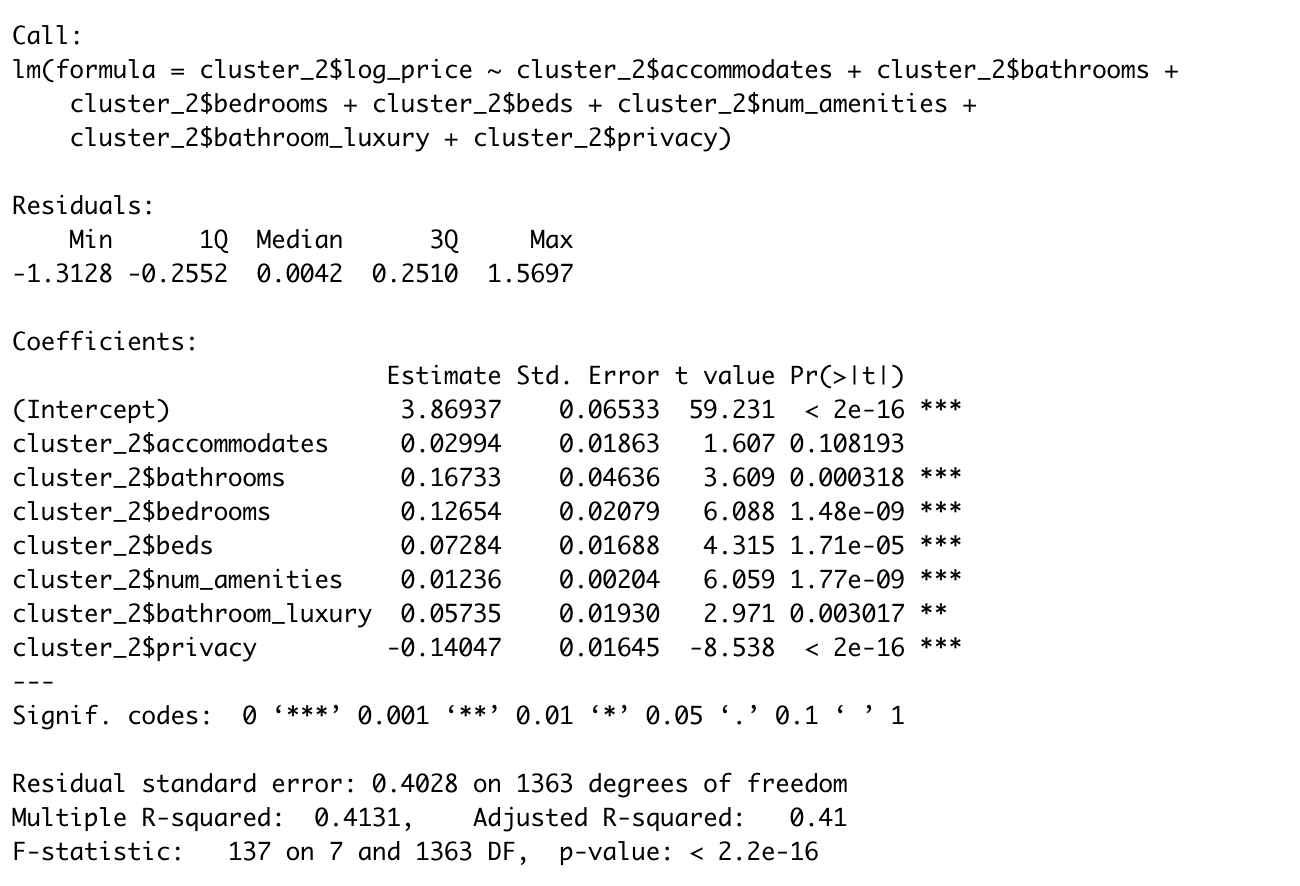 Call:
lm(formula = cluster_2$log_price ~ cluster_2$accommodates + cluster_2$bathrooms +
    cluster_2$bedrooms + cluster_2$beds + cluster_2$num_amenities +
    cluster_2$bathroom_luxury + cluster_2$privacy)

Residuals:
    Min      1Q  Median      3Q     Max
-1.3128 -0.2552  0.0042  0.2510  1.5697

Coefficients:
                          Estimate Std. Error t value Pr(>|t|)
(Intercept)                3.86937    0.06533  59.231  < 2e-16 ***
cluster_2$accommodates     0.02994    0.01863   1.607 0.108193
cluster_2$bathrooms        0.16733    0.04636   3.609 0.000318 ***
cluster_2$bedrooms         0.12654    0.02079   6.088 1.48e-09 ***
cluster_2$beds             0.07284    0.01688   4.315 1.71e-05 ***
cluster_2$num_amenities    0.01236    0.00204   6.059 1.77e-09 ***
cluster_2$bathroom_luxury  0.05735    0.01930   2.971 0.003017 **
cluster_2$privacy         -0.14047    0.01645  -8.538  < 2e-16 ***
---
Signif. codes:  0 ‘***’ 0.001 ‘**’ 0.01 ‘*’ 0.05 ‘.’ 0.1 ‘ ’ 1

Residual standard error: 0.4028 on 1363 degrees of freedom
Multiple R-squared:  0.4131,    Adjusted R-squared:   0.41
F-statistic:   137 on 7 and 1363 DF,  p-value: < 2.2e-16